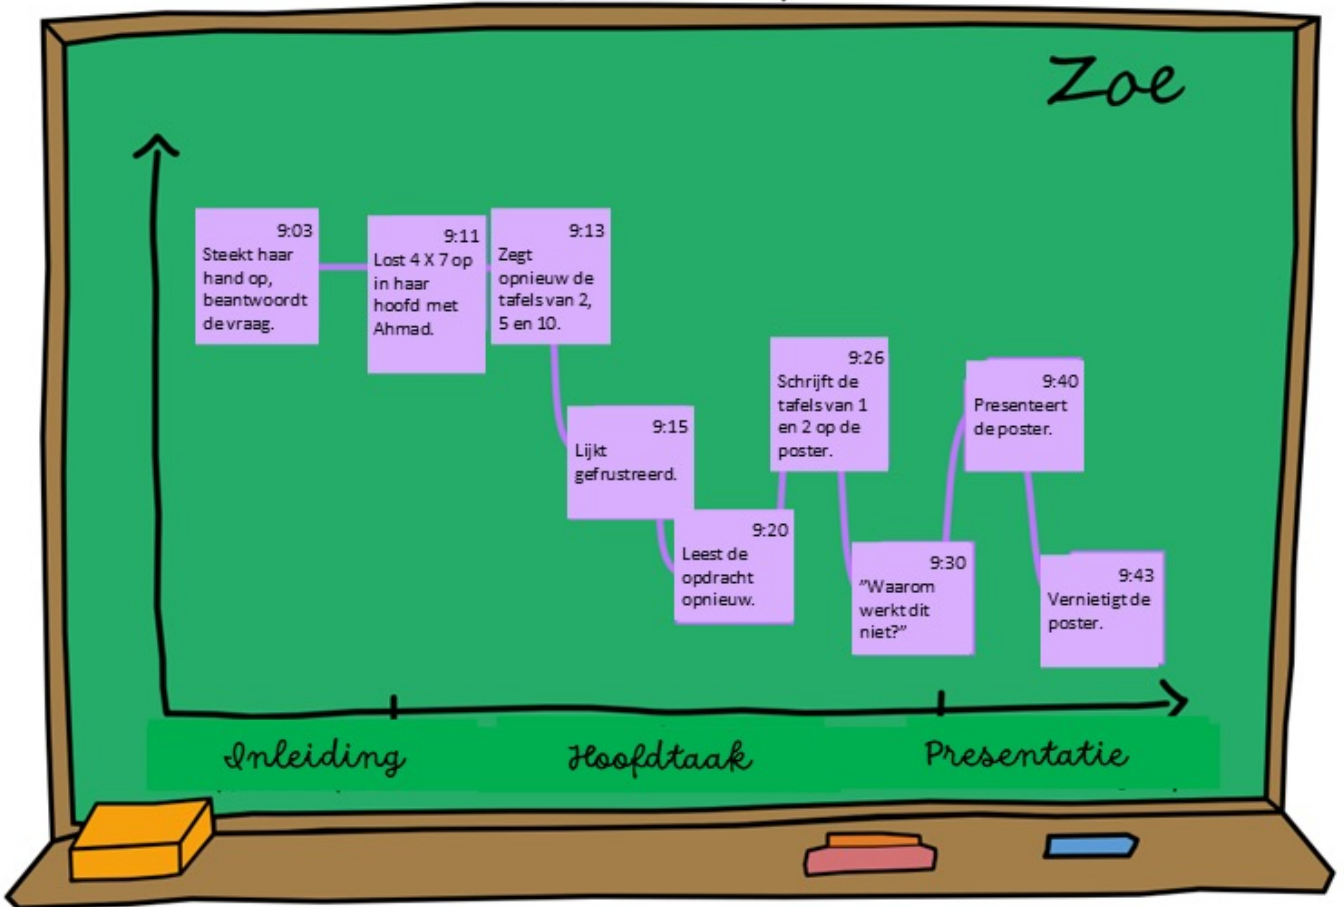 Zoe
9:03
Steekt haar
hand op,
beantwoordt
de vraag.
9:11
Lost 4 X 7 op
in haar
hoofd met
Ahmad.
9:13
Zegt
opnieuw de
tafels van 2,
5 en 10.
9:15
Lijkt
gefrustreerd.
9:20
Leest de
opdracht
opnieuw.
9:26
Schrijft de
tafels van 1
en 2 op de
poster.
9:30
"Waarom
werkt dit
niet?"
9:40
Presenteert
de poster.
9:43
Vernietigt de
poster.
Inleiding
Hoofdtaak
Presentatie